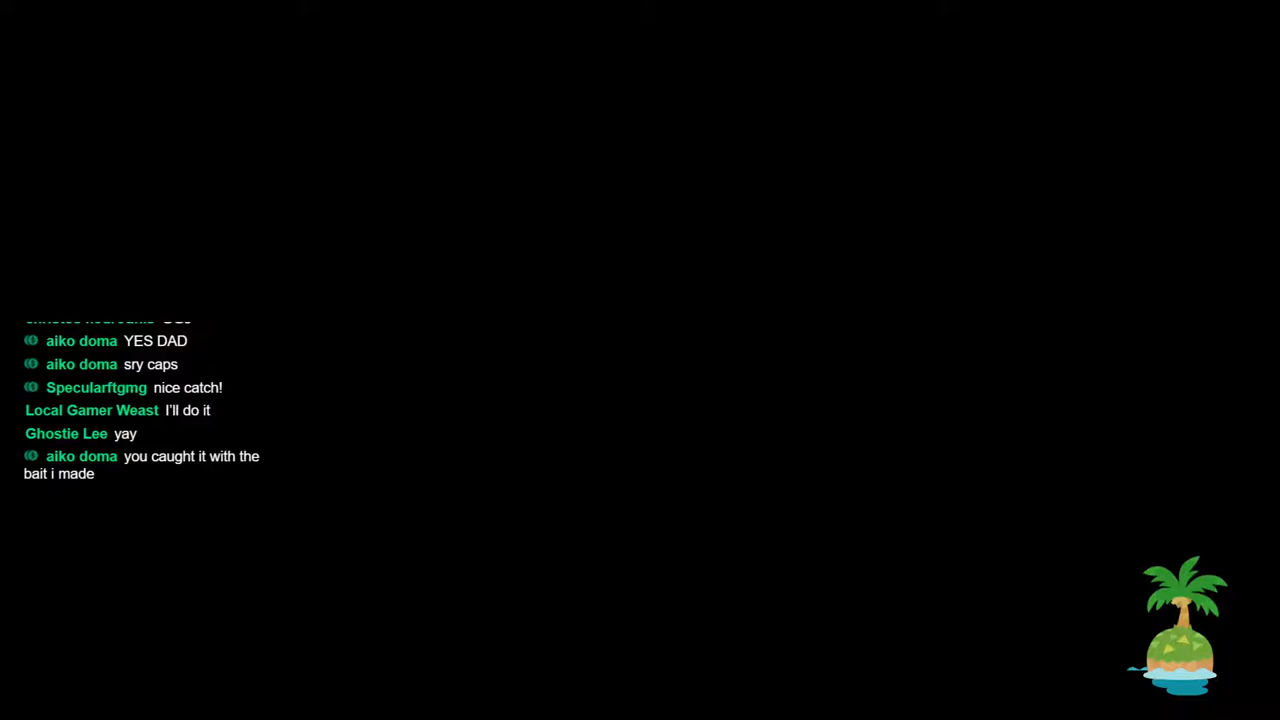 aiko doma YES DAD
aiko doma sry caps
Specularftgmg nice catch!
Local Gamer Weast I'll do it
Ghostie Lee yay
aiko doma you caught it with the
bait i made